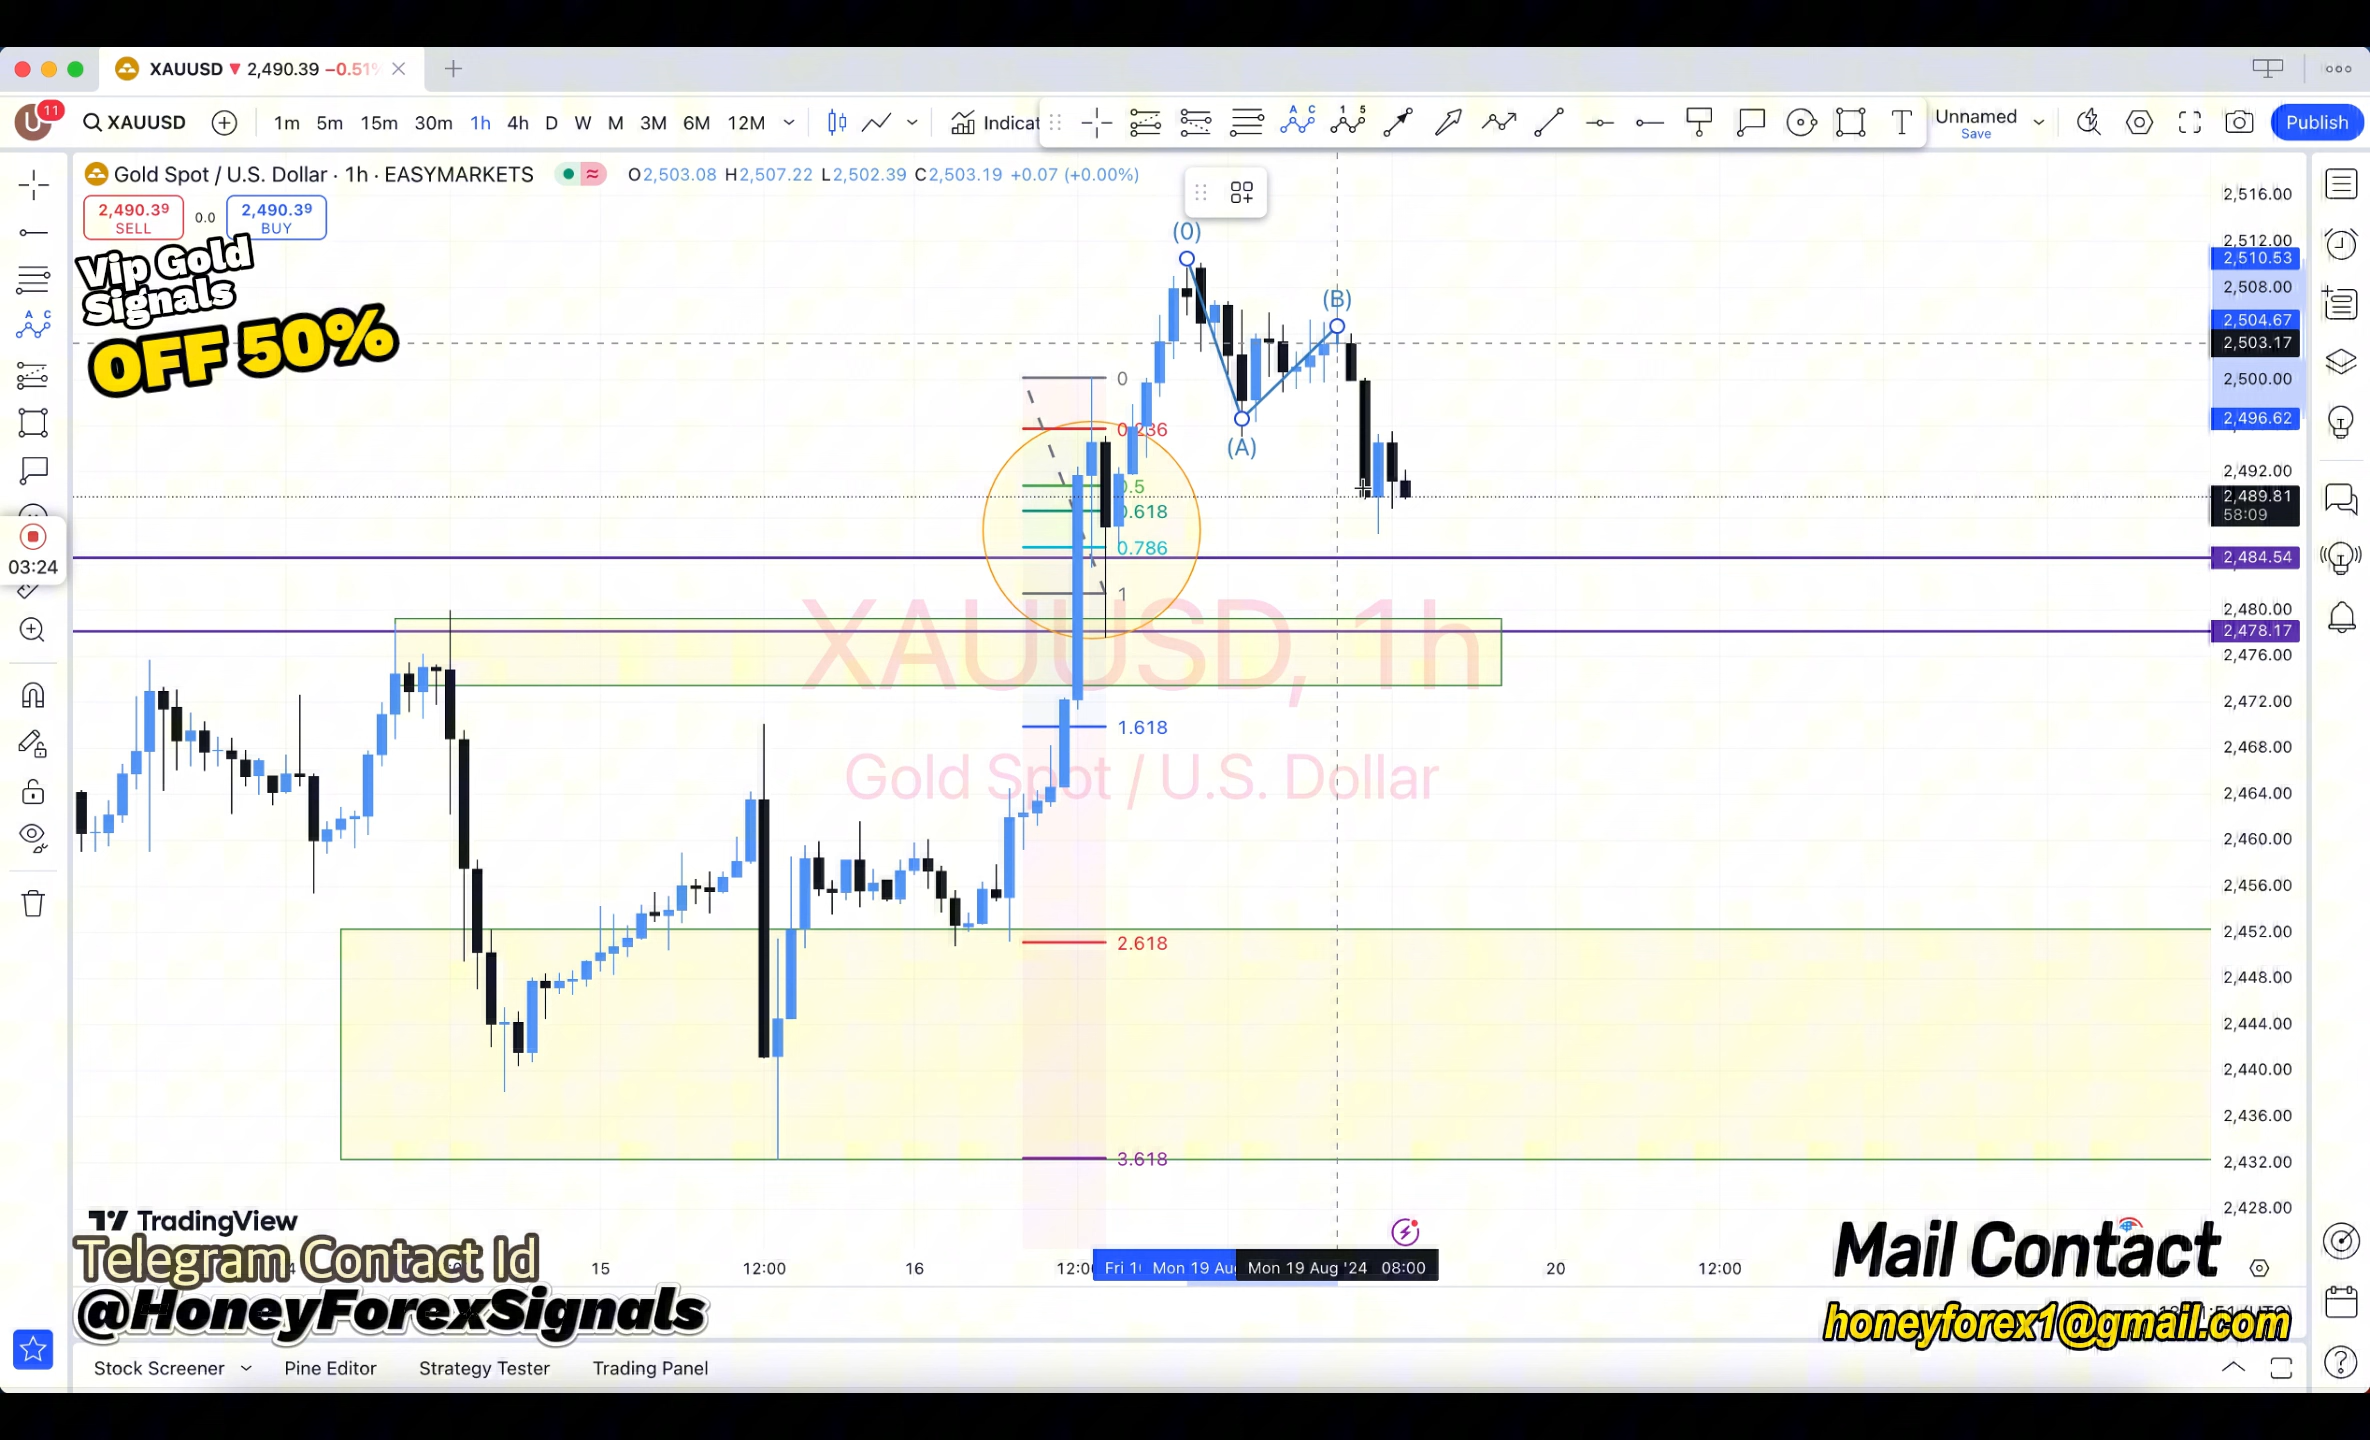 XAUUSD ▼ 2,490.39 −0.51%
11
U XAUUSD 1m 5m 15m 30m 1h 4h D W M 3M 6M 12M Indicat A C 1 5 T Unnamed
Save
Publish
Gold Spot / U.S. Dollar · 1h · EASYMARKETS O2,503.08 H2,507.22 L2,502.39 C2,503.19 +0.07 (+0.00%)
2,490.39
SELL
0.0
2,490.39
BUY
Vip Gold
Signals
OFF 50%
A C
03:24
(0)
(B)
(A)
0
0.236
0.5
0.618
0.786
1
1.618
2.618
3.618
XAUUSD, 1h
Gold Spot / U.S. Dollar
2,516.00
2,512.00
2,510.53
2,508.00
2,504.67
2,503.17
2,500.00
2,496.62
2,492.00
2,489.81
58:09
2,484.54
2,480.00
2,478.17
2,476.00
2,472.00
2,468.00
2,464.00
2,460.00
2,456.00
2,452.00
2,448.00
2,444.00
2,440.00
2,436.00
2,432.00
2,428.00
TradingView
Telegram Contact Id
@HoneyForexSignals
15 12:00 16 12:0 Fri 1 Mon 19 Au Mon 19 Aug '24 08:00 20 12:00
Mail Contact
honeyforex1@gmail.com
Stock Screener Pine Editor Strategy Tester Trading Panel